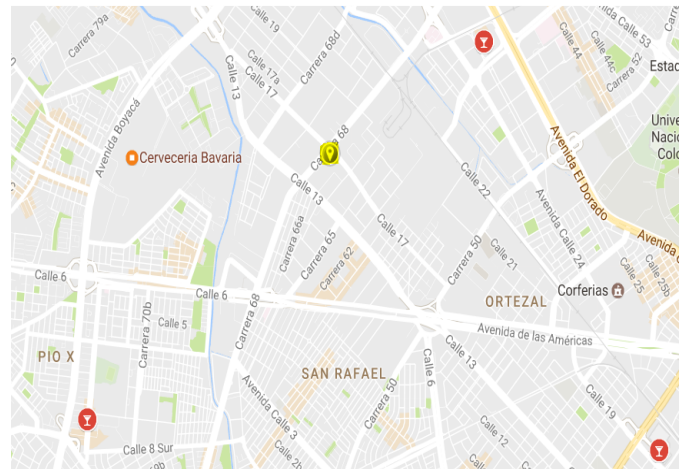 Carrera 79a
Calle 19
Carrera 68d
Avenida Calle 53
Calle 44
Calle 44c
Carrera 52
Estad
Calle 13
Calle 17a
Calle 17
Avenida Boyacá
Univer
Nacio
Colo
Avenida El Dorado
Cerveceria Bavaria
Carrera 68
Calle 13
Calle 22
Carrera 66a
Carrera 65
Carrera 62
Calle 17
Carrera 50
Calle 21
Avenida Calle 24
Avenida
Calle 25
Calle 25b
Corferias
Calle 6
Calle 6
ORTEZAL
Calle 5
Carrera 70b
Carrera 68
Avenida de las Américas
PIO X
SAN RAFAEL
Calle 6
Calle 13
Carrera 50
Avenida Calle 3
Calle 19
Calle 12
Calle 8 Sur
Calle 2b